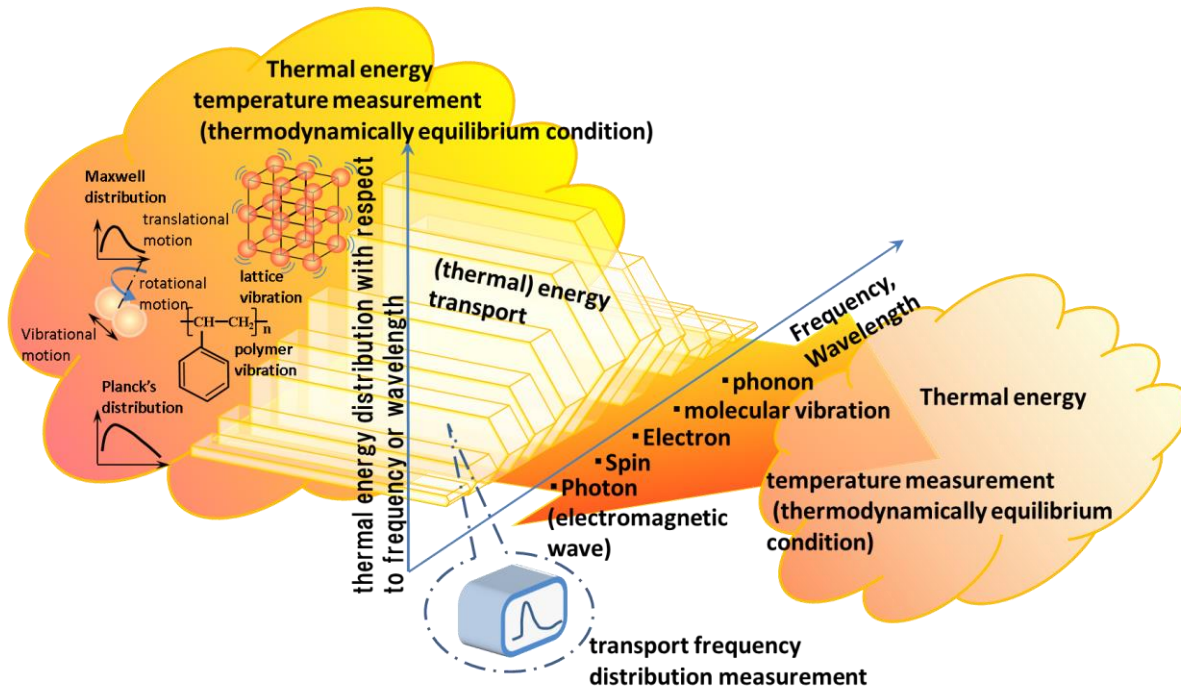 Thermal energy
temperature measurement
(thermodynamically equilibrium condition)
Maxwell
distribution
translational
motion
rotational
motion
Vibrational
motion
lattice
vibration
CH
CH₂
n
polymer
vibration
Planck's
distribution
thermal energy distribution with respect
to frequency or wavelength
(thermal) energy
transport
Frequency,
Wavelength
▪phonon
▪molecular vibration
▪Electron
▪Spin
▪Photon
(electromagnetic
wave)
Thermal energy
temperature measurement
(thermodynamically equilibrium
condition)
transport frequency
distribution measurement